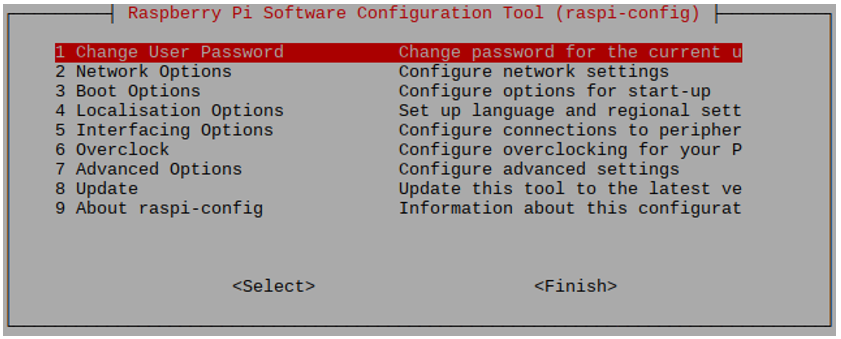 Raspberry Pi Software Configuration Tool (raspi-config)
1 Change User Password Change password for the current u
2 Network Options Configure network settings
3 Boot Options Configure options for start-up
4 Localisation Options Set up language and regional sett
5 Interfacing Options Configure connections to peripher
6 Overclock Configure overclocking for your P
7 Advanced Options Configure advanced settings
8 Update Update this tool to the latest ve
9 About raspi-config Information about this configurat
<Select> <Finish>